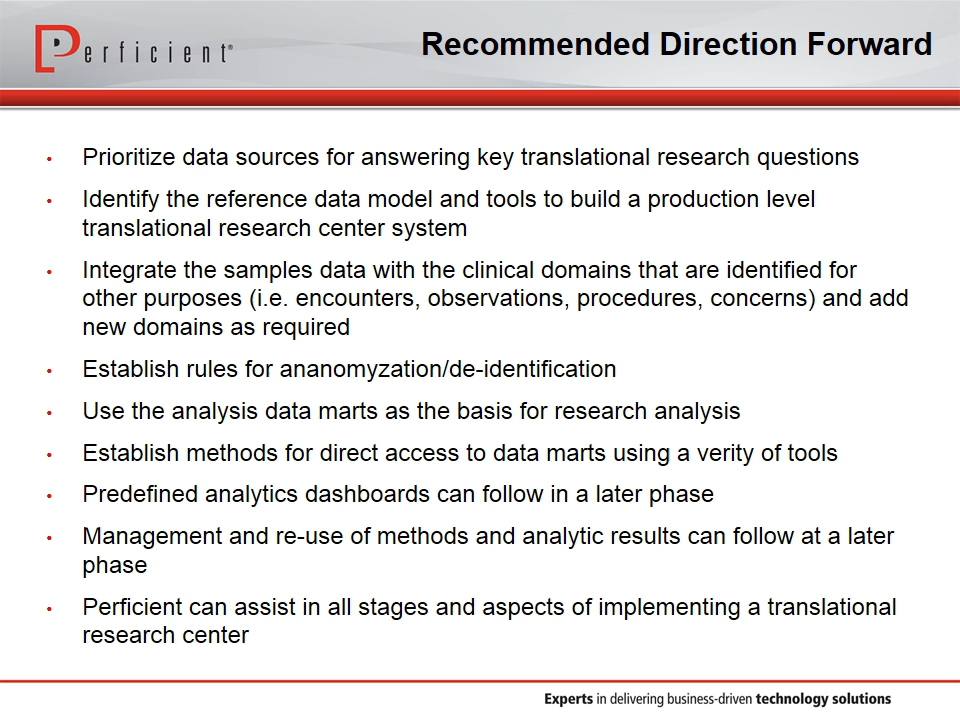 Perficient®
Recommended Direction Forward
• Prioritize data sources for answering key translational research questions
• Identify the reference data model and tools to build a production level
translational research center system
• Integrate the samples data with the clinical domains that are identified for
other purposes (i.e. encounters, observations, procedures, concerns) and add
new domains as required
• Establish rules for ananomyzation/de-identification
• Use the analysis data marts as the basis for research analysis
• Establish methods for direct access to data marts using a verity of tools
• Predefined analytics dashboards can follow in a later phase
• Management and re-use of methods and analytic results can follow at a later
phase
• Perficient can assist in all stages and aspects of implementing a translational
research center
Experts in delivering business-driven technology solutions